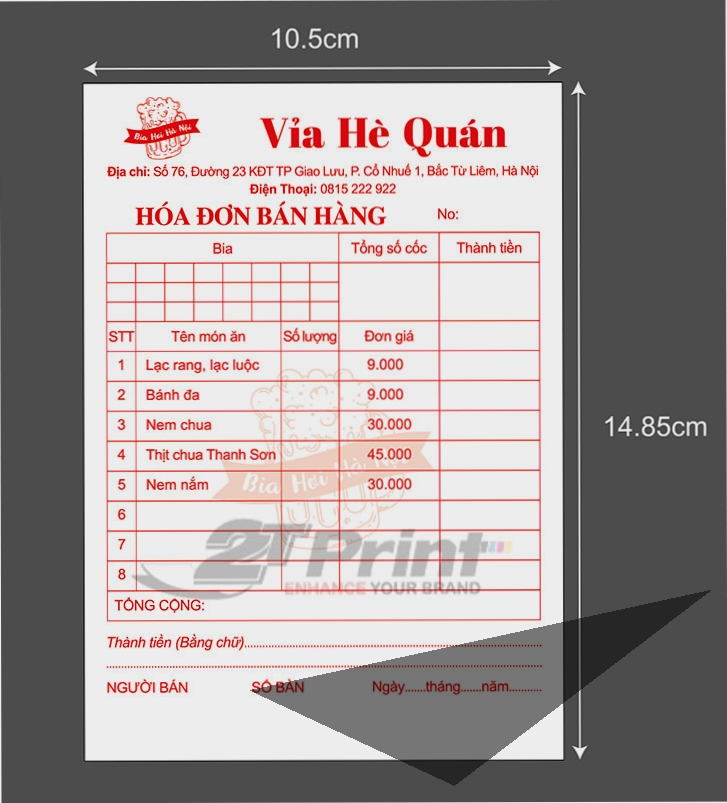 10.5cm
Bia Hơi Hà Nội
Vỉa Hè Quán
Địa chỉ: Số 76, Đường 23 KĐT TP Giao Lưu, P. Cổ Nhuế 1, Bắc Từ Liêm, Hà Nội
Điện Thoại: 0815 222 922
HÓA ĐƠN BÁN HÀNG No:
Bia Tổng số cốc Thành tiền
STT Tên món ăn Số lượng Đơn giá
1 Lạc rang, lạc luộc 9.000
2 Bánh đa 9.000
3 Nem chua 30.000
14.85cm
4 Thịt chua Thanh Sơn 45.000
5 Nem nắm 30.000
Bia Hơi Hà Nội
6
7
8
2T Print
ENHANCE YOUR BRAND
TỔNG CỘNG:
Thành tiền (Bằng chữ)..........................................................................
....................................................................................................................
NGƯỜI BÁN SỐ BÀN Ngày......tháng......năm.........